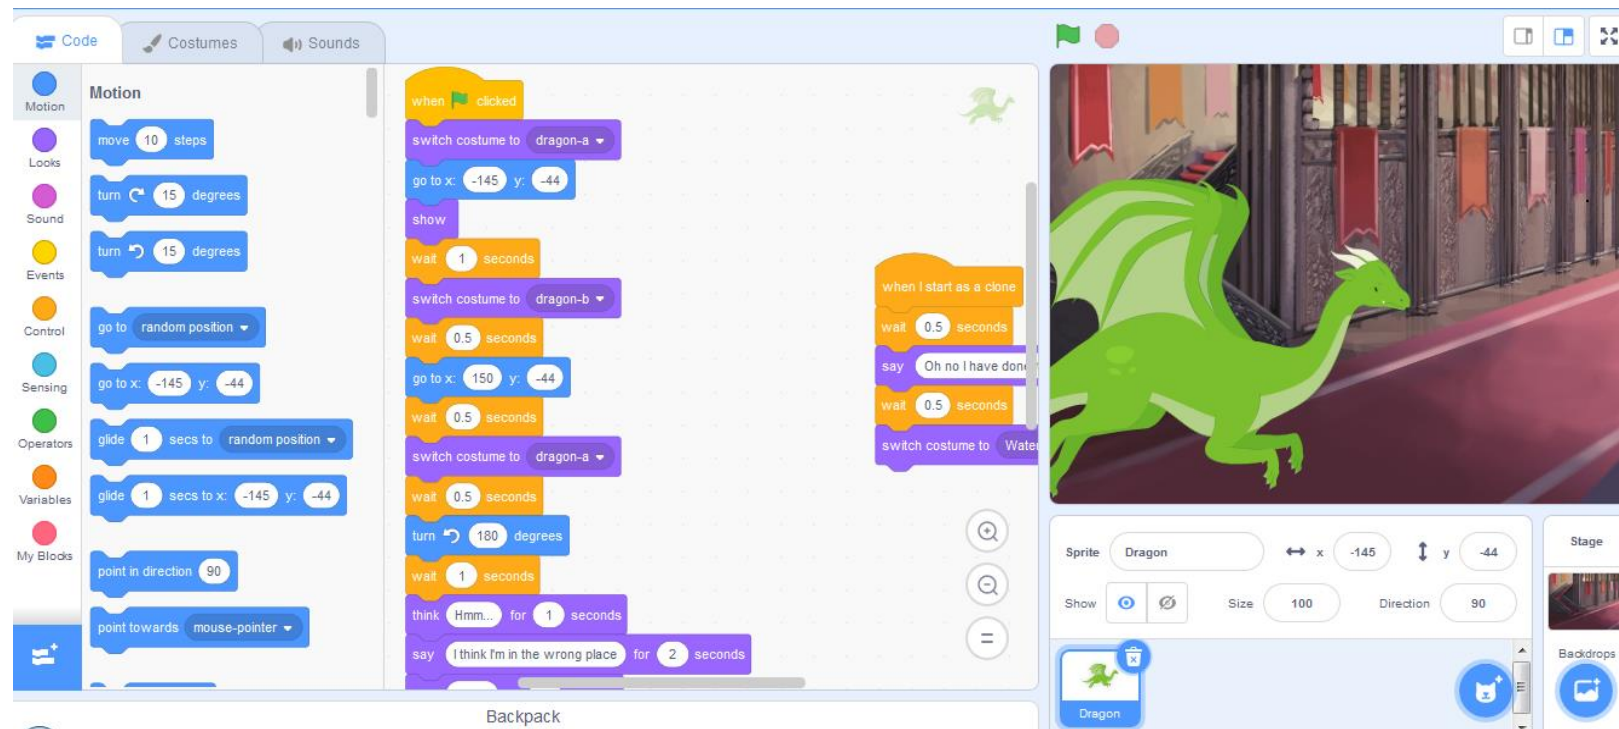 Code Costumes Sounds
Motion
Looks
Sound
Events
Control
Sensing
Operators
Variables
My Blocks
Motion
move 10 steps
turn 15 degrees
turn 15 degrees
go to random position
go to x: -145 y: -44
glide 1 secs to random position
glide 1 secs to x: -145 y: -44
point in direction 90
point towards mouse-pointer
when clicked
switch costume to dragon-a
go to x: -145 y: -44
show
wait 1 seconds
switch costume to dragon-b
wait 0.5 seconds
go to x: 150 y: -44
wait 0.5 seconds
switch costume to dragon-a
wait 0.5 seconds
turn 180 degrees
wait 1 seconds
think Hmm... for 1 seconds
say I think I'm in the wrong place for 2 seconds
when I start as a clone
wait 0.5 seconds
say Oh no I have done
wait 0.5 seconds
switch costume to Water
Backpack
Sprite Dragon x -145 y -44
Show Size 100 Direction 90
Dragon
Stage
Backdrops